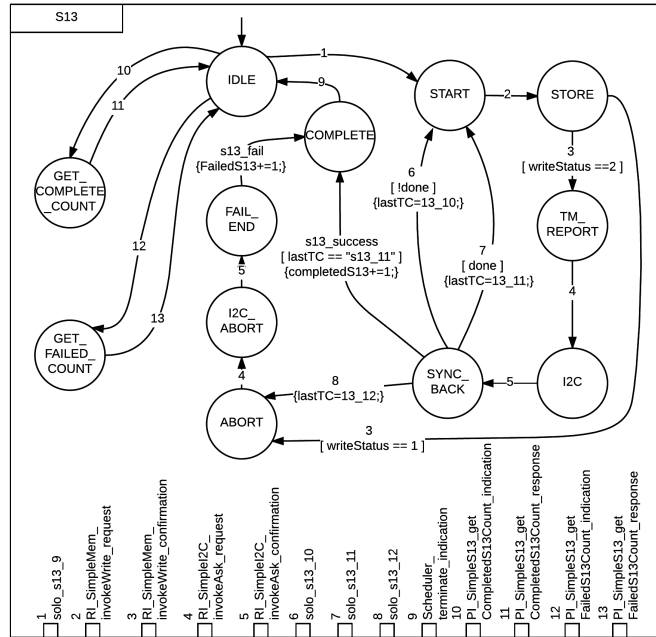 S13
IDLE
START
STORE
COMPLETE
GET_
COMPLETE
_COUNT
FAIL_
END
TM_
REPORT
I2C_
ABORT
GET_
FAILED_
COUNT
SYNC_
BACK
I2C
ABORT
1
2
9
10
11
12
13
3
[ writeStatus ==2 ]
s13_fail
{FailedS13+=1;}
6
[ !done ]
{lastTC=13_10;}
s13_success
[ lastTC == "s13_11" ]
{completedS13+=1;}
7
[ done ]
{lastTC=13_11;}
5
4
4
5
8
{lastTC=13_12;}
3
[ writeStatus == 1 ]
1
solo_s13_9
2
RI_SimpleMem_
invokeWrite_request
3
RI_SimpleMem_
invokeWrite_confirmation
4
RI_SimpleI2C_
invokeAsk_request
5
RI_SimpleI2C_
invokeAsk_confirmation
6
solo_s13_10
7
solo_s13_11
8
solo_s13_12
9
Scheduler_
terminate_indication
10
PI_SimpleS13_get
CompletedS13Count_indication
11
PI_SimpleS13_get
CompletedS13Count_response
12
PI_SimpleS13_get
FailedS13Count_indication
13
PI_SimpleS13_get
FailedS13Count_response